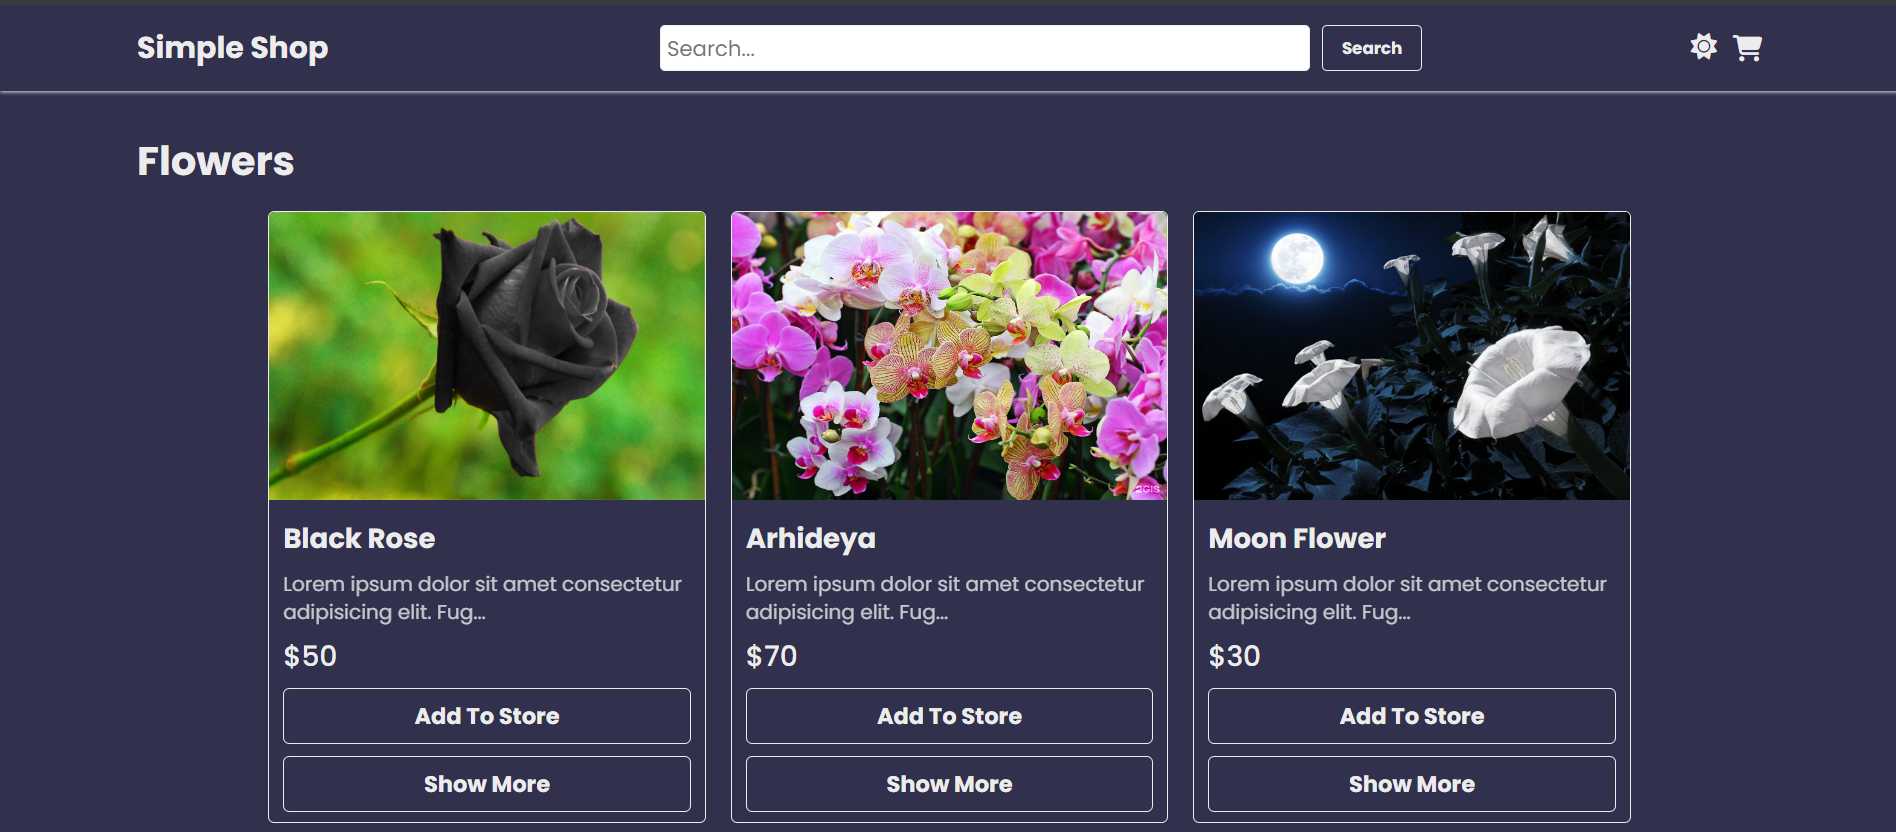 Simple Shop
Search...
Search
Flowers
Black Rose
Lorem ipsum dolor sit amet consectetur
adipisicing elit. Fug...
$50
Add To Store
Show More
2GIS
Arhideya
Lorem ipsum dolor sit amet consectetur
adipisicing elit. Fug...
$70
Add To Store
Show More
Moon Flower
Lorem ipsum dolor sit amet consectetur
adipisicing elit. Fug...
$30
Add To Store
Show More